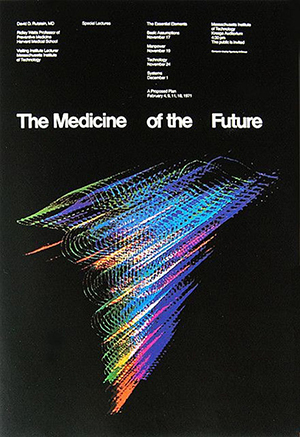 David D. Rutstein, MD
Ridley Watts Professor of
Preventive Medicine
Harvard Medical School
Visiting Institute Lecturer
Massachusetts Institute
of Technology
Special Lectures
The Essential Elements
Basic Assumptions
November 17
Manpower
November 19
Technology
November 24
Systems
December 1
A Proposed Plan
February 4, 9, 11, 16, 1971
Massachusetts Institute
of Technology
Kresge Auditorium
4:30 pm
The public is invited
The Medicine of the Future